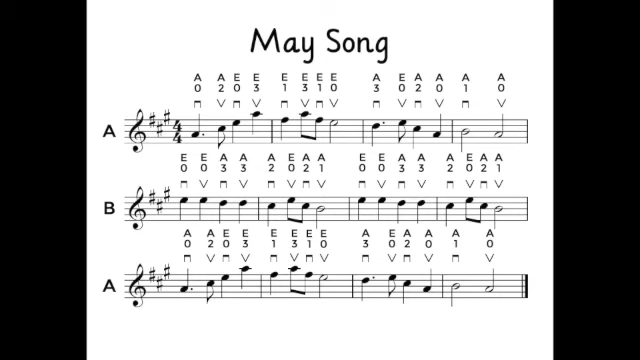 May Song
A A E E E E E E A E A A A A
0 2 0 3 1 3 1 0 3 0 2 0 1 0
A 4 4
E E A A A E A A E E A A A E A A
0 0 3 3 2 0 2 1 0 0 3 3 2 0 2 1
B
A A E E E E E E A E A A A A
0 2 0 3 1 3 1 0 3 0 2 0 1 0
A